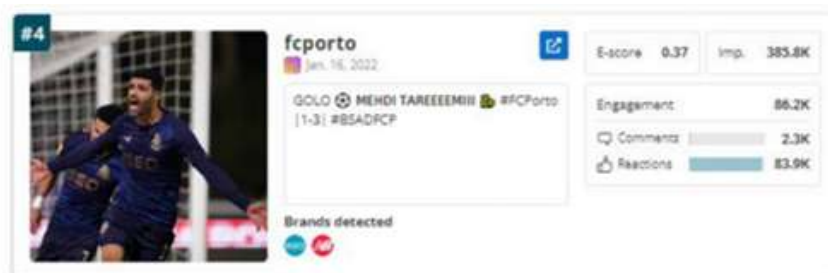 #4
fcporto
Jan. 16, 2022
E-score 0.37
Imp. 385.8K
GOLO ⚽ MEHDI TAREEEEMIII 🐉 #FCPorto
|1-3| #BSADFCP
Engagement 86.2K
Comments 2.3K
Reactions 83.9K
Brands detected